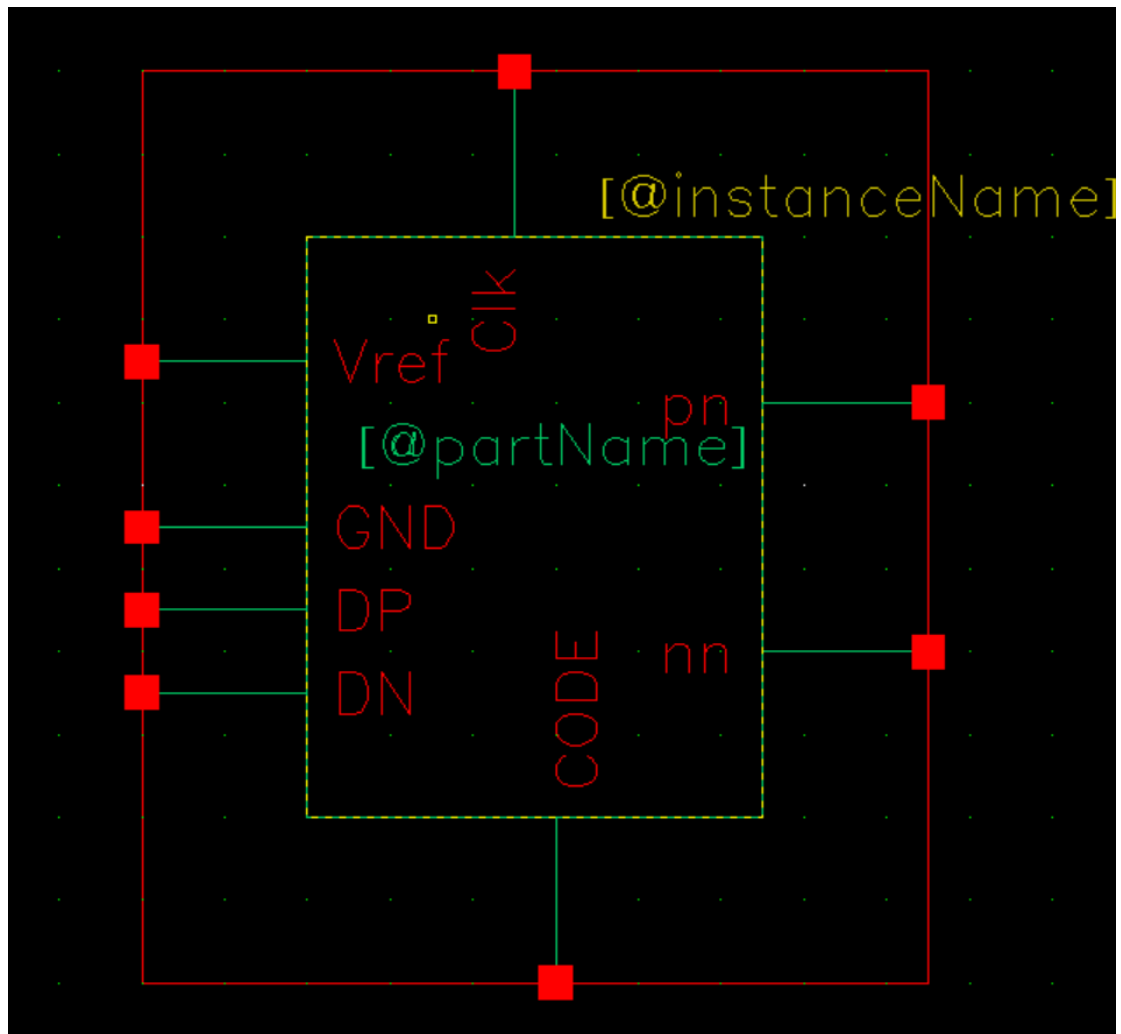 [@instanceName]
Clk
Vref
pn
[@partName]
GND
DP
CODE
nn
DN